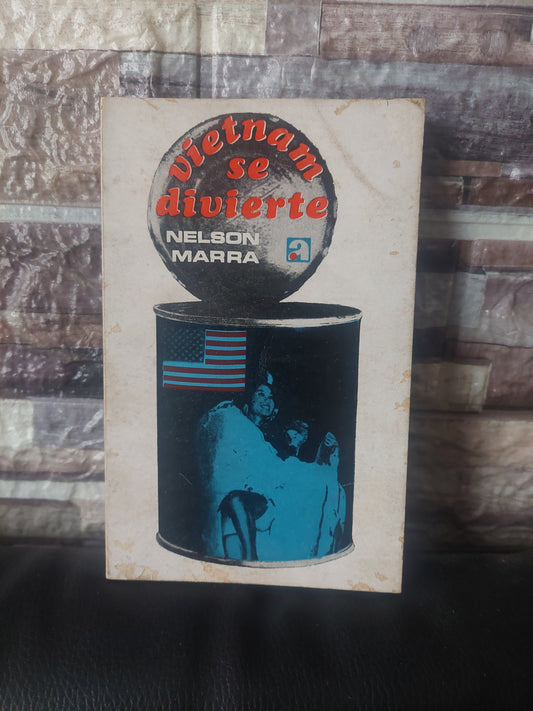 vietnam
se
divierte
NELSON
MARRA
a